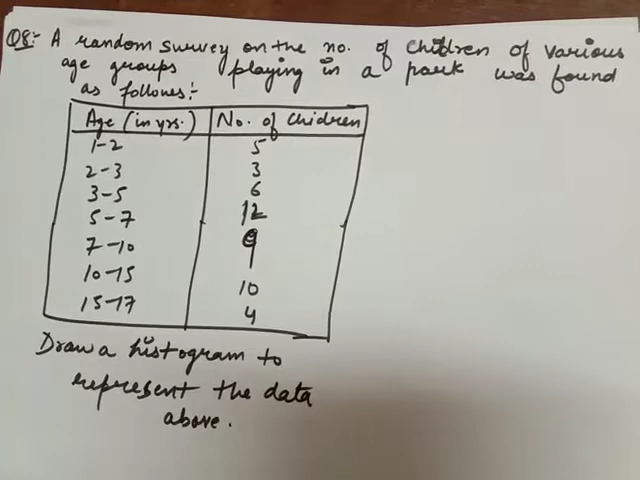 Q8:- A random survey on the no. of children of various
age groups playing in a park was found
as follows:-
Age (in yrs.) No. of Children
1-2 5
2-3 3
3-5 6
5-7 12
7-10 9
10-15 10
15-17 4
Draw a histogram to
represent the data
above.